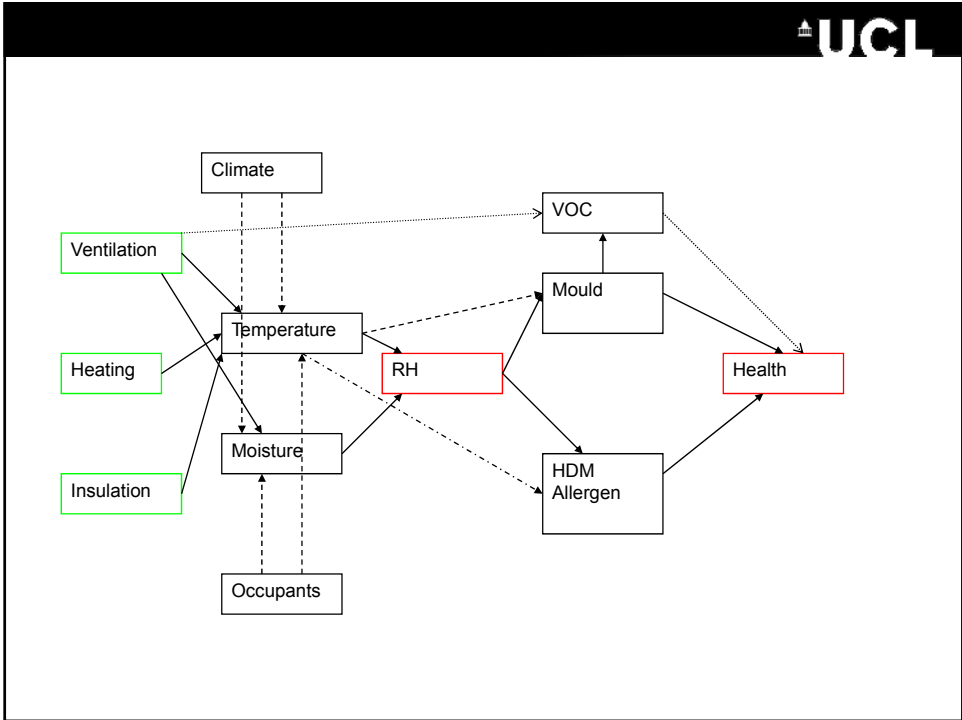 UCL
Climate
VOC
Ventilation
Mould
Temperature
Heating
RH
Health
Moisture
HDM
Allergen
Insulation
Occupants